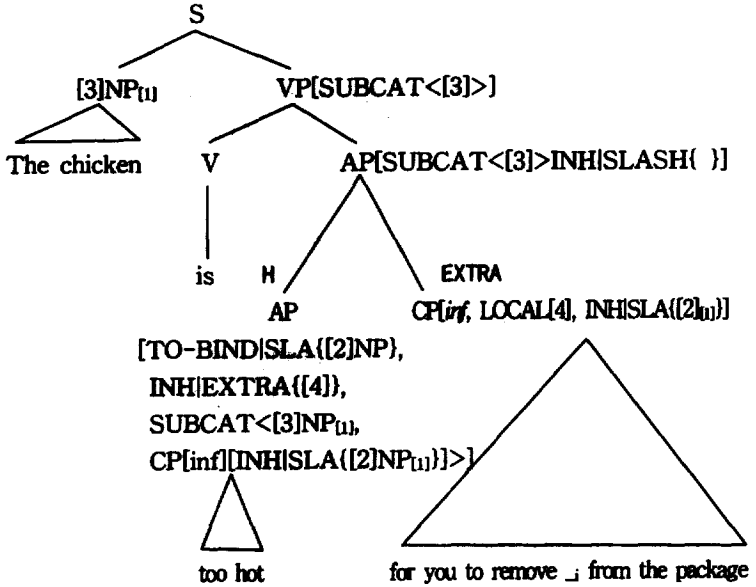 S
[3]NP[1] VP[SUBCAT<[3]>]
The chicken V AP[SUBCAT<[3]>INH|SLASH{ }]
is H EXTRA
AP CP[inf, LOCAL[4], INH|SLA{[2][1]}]
[TO-BIND|SLA{[2]NP},
INH|EXTRA{[4]},
SUBCAT<[3]NP[1],
CP[inf][INH|SLA{[2]NP[1]}]>]
too hot for you to remove _i from the package